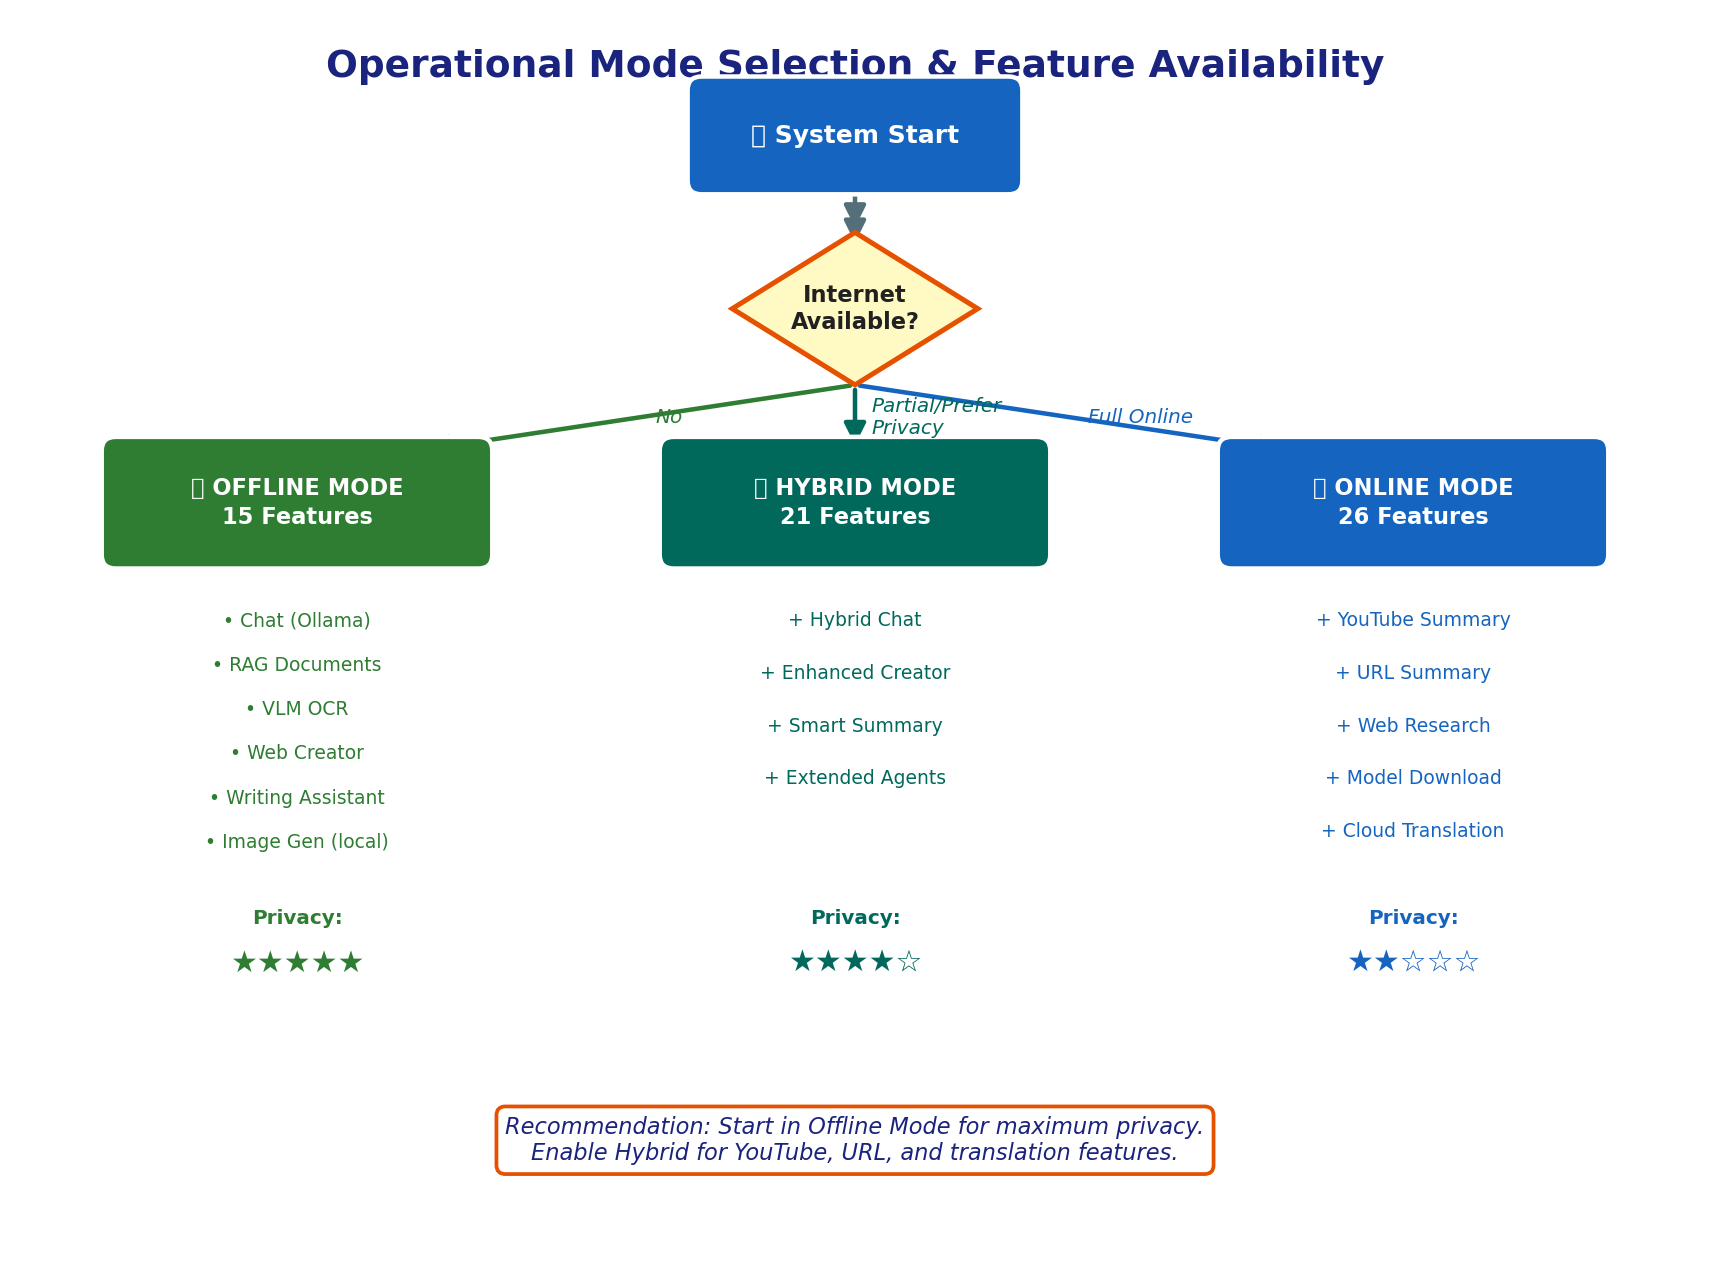 Operational Mode Selection & Feature Availability
System Start
Internet
Available?
No
Partial/Prefer
Privacy
Full Online
OFFLINE MODE
15 Features
HYBRID MODE
21 Features
ONLINE MODE
26 Features
• Chat (Ollama)
• RAG Documents
• VLM OCR
• Web Creator
• Writing Assistant
• Image Gen (local)
+ Hybrid Chat
+ Enhanced Creator
+ Smart Summary
+ Extended Agents
+ YouTube Summary
+ URL Summary
+ Web Research
+ Model Download
+ Cloud Translation
Privacy:
★★★★★
Privacy:
★★★★☆
Privacy:
★★☆☆☆
Recommendation: Start in Offline Mode for maximum privacy.
Enable Hybrid for YouTube, URL, and translation features.